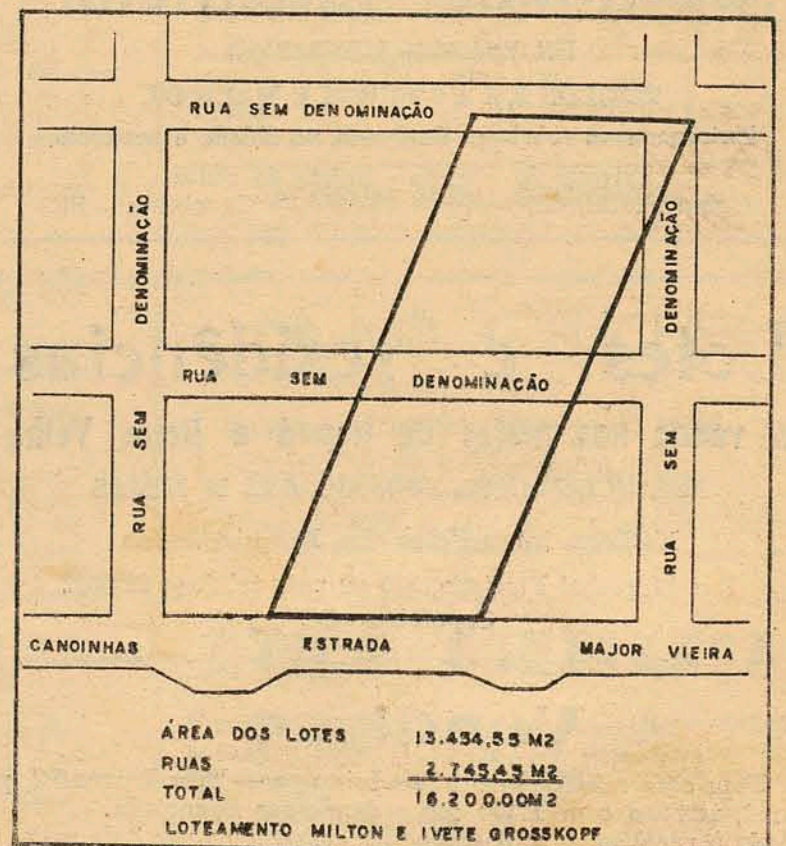 RUA SEM DENOMINAÇÃO
DENOMINAÇÃO
DENOMINAÇÃO
RUA SEM DENOMINAÇÃO
RUA SEM
RUA SEM
CANOINHAS ESTRADA MAJOR VIEIRA
ÁREA DOS LOTES 13.454,55 M2
RUAS 2.745,45 M2
TOTAL 16.200.00M2
LOTEAMENTO MILTON E IVETE GROSSKOPF